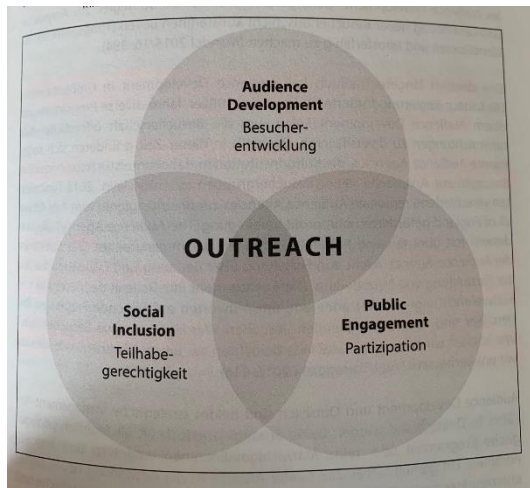 Audience
Development
Besucher-
entwicklung
OUTREACH
Social
Inclusion
Teilhabe-
gerechtigkeit
Public
Engagement
Partizipation